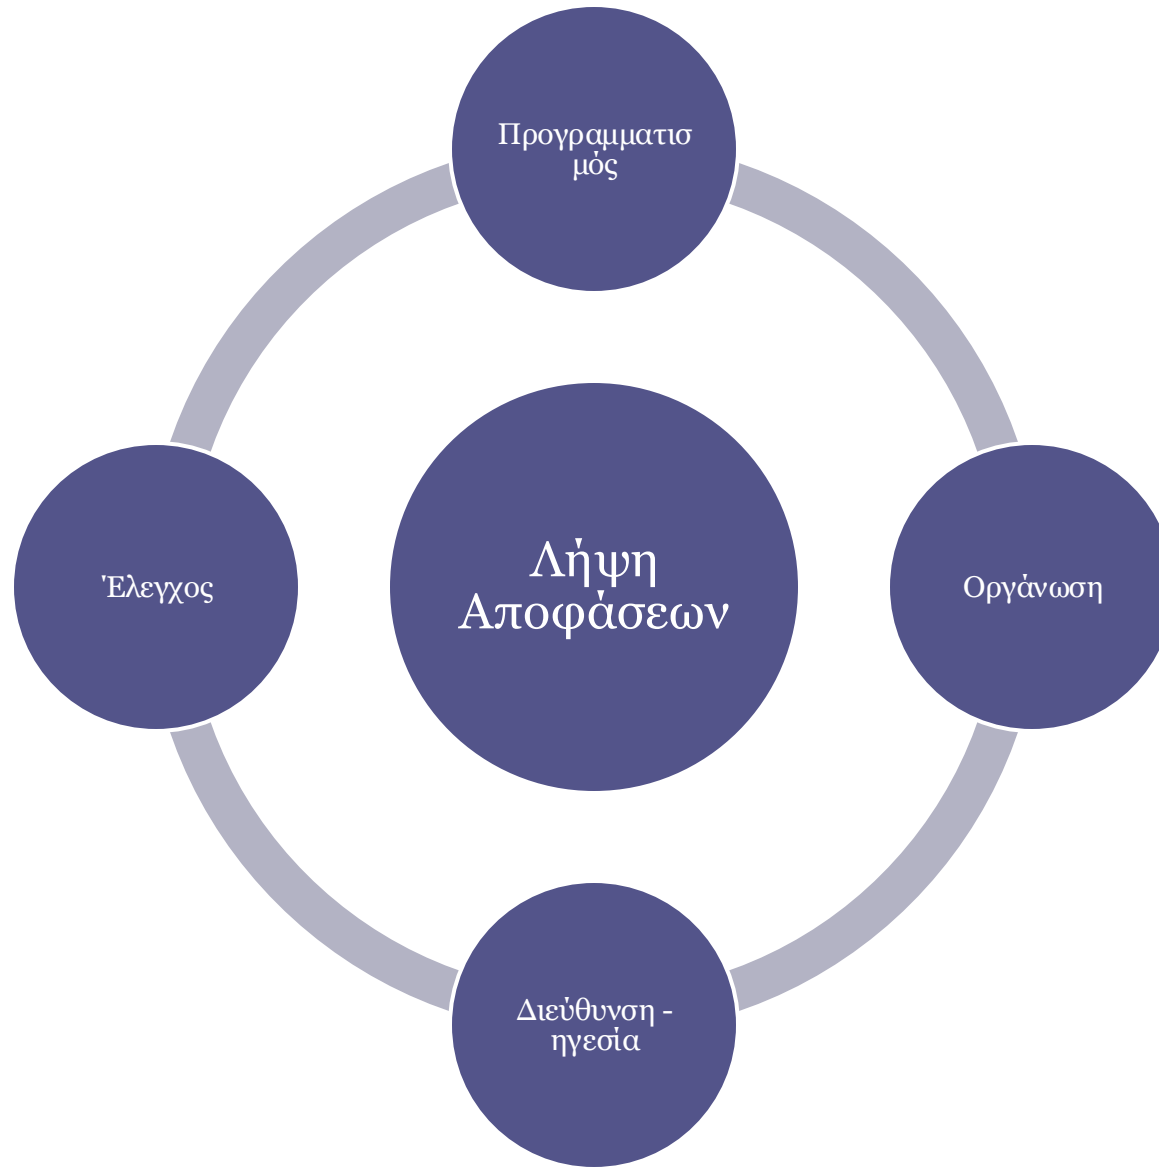 Προγραμματισ
μός
Έλεγχος
Λήψη
Αποφάσεων
Οργάνωση
Διεύθυνση -
ηγεσία